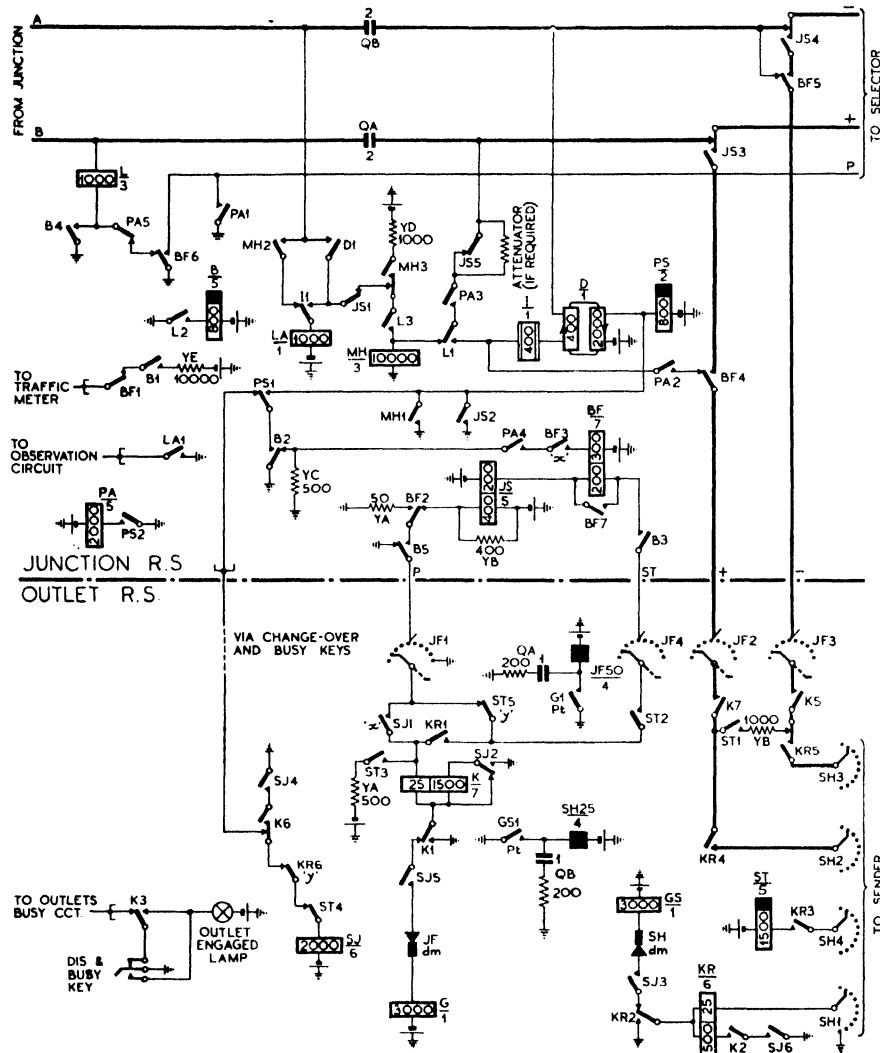 A
2
QB
−
JS4
BF5
FROM JUNCTION
TO SELECTOR
B
QA
2
+
JS3
P
L
3
1000
B4
PA5
BF6
PA1
MH2
D1
YD
1000
MH3
JS5
ATTENUATOR
(IF REQUIRED)
PA3
B
5
800
L2
I1
JS1
L3
LA
1
1000
MH
3
10000
L1
I
1
400
D
1
400
2000
PS
2
800
TO
TRAFFIC
METER
BF1
B1
YE
10000
PS1
MH1
JS2
PA2
BF4
TO
OBSERVATION
CIRCUIT
LA1
B2
YC
500
PA4
BF3
'x'
BF
7
300
200
PA
5
200
PS2
50
YA
BF2
200
400
JS
5
400
YB
BF7
B5
B3
JUNCTION R.S
P
ST
+
−
OUTLET R.S.
VIA CHANGE-OVER
AND BUSY KEYS
JF1
QA
200
1
JF50
4
G1
Pt
JF4
JF2
JF3
'x'
SJ1
KR1
ST5
'y'
ST2
K7
K5
ST1
1000
YB
KR5
SH3
SJ4
ST3
YA
500
SJ2
25
1500
K
7
K6
K1
GS1
Pt
SH25
4
1
QB
200
KR4
SH2
KR6
'y'
SJ5
ST4
TO OUTLETS
BUSY CCT.
K3
OUTLET
ENGAGED
LAMP
2000
SJ
6
JF
dm
GS
1
3000
SH
dm
ST
5
1500
KR3
SH4
TO SENDER
DIS &
BUSY
KEY
SJ3
KR
6
25
500
KR2
SH1
3000
G
1
K2
SJ6